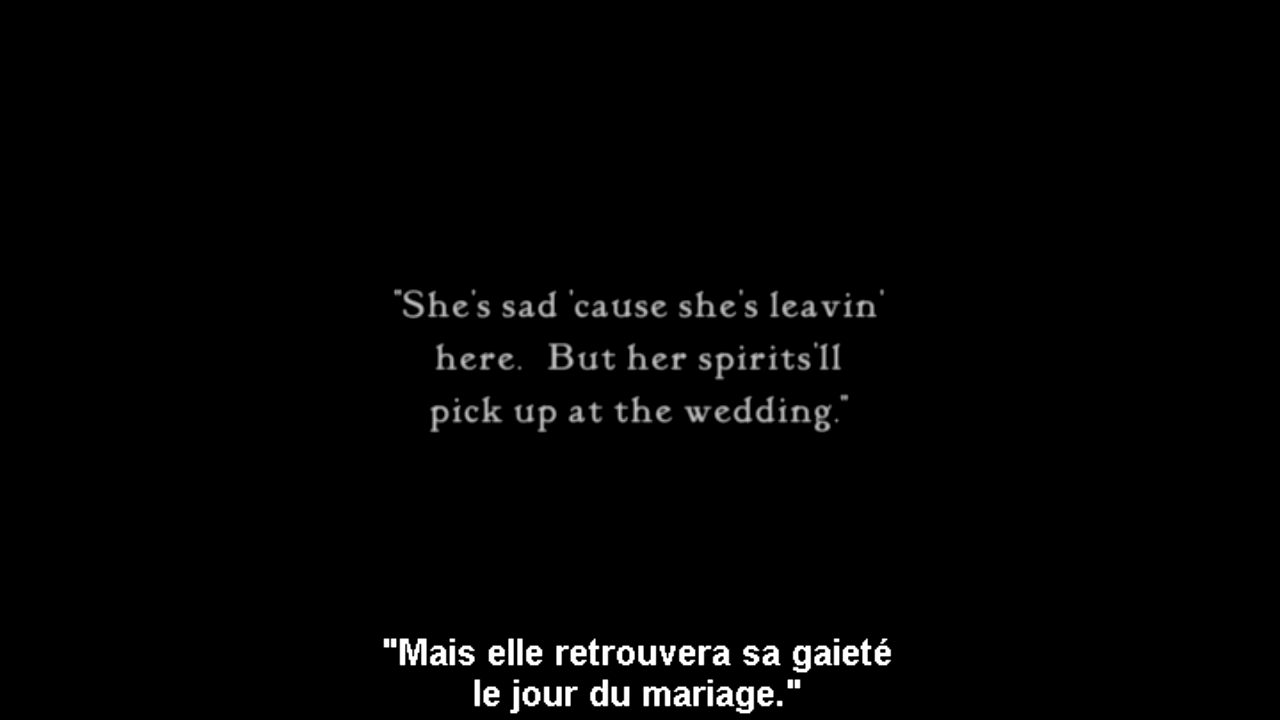 "She's sad 'cause she's leavin'
here. But her spirits'll
pick up at the wedding."
"Mais elle retrouvera sa gaieté
le jour du mariage."